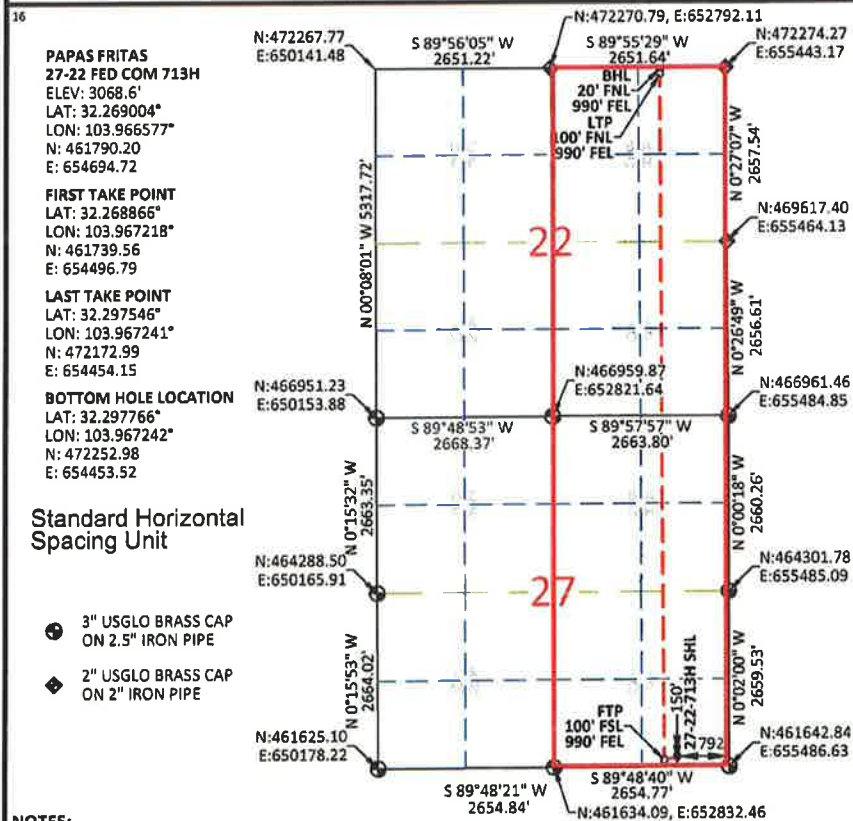 16
PAPAS FRITAS
27-22 FED COM 713H
ELEV: 3068.6'
LAT: 32.269004°
LON: 103.966577°
N: 461790.20
E: 654694.72
FIRST TAKE POINT
LAT: 32.268866°
LON: 103.967218°
N: 461739.56
E: 654496.79
LAST TAKE POINT
LAT: 32.297546°
LON: 103.967241°
N: 472172.99
E: 654454.15
BOTTOM HOLE LOCATION
LAT: 32.297766°
LON: 103.967242°
N: 472252.98
E: 654453.52
Standard Horizontal
Spacing Unit
3" USGLO BRASS CAP
ON 2.5" IRON PIPE
2" USGLO BRASS CAP
ON 2" IRON PIPE
NOTES:
N:472267.77
E:650141.48
S 89°56'05" W
2651.22'
N:472270.79, E:652792.11
S 89°55'29" W
2651.64'
N:472274.27
E:655443.17
BHL
20' FNL
990' FEL
LTP
100' FNL
990' FEL
N 0°27'07" W
2657.54'
N 00°08'01" W 5317.72'
22
N:469617.40
E:655464.13
N 0°26'49" W
2656.61'
N:466951.23
E:650153.88
N:466959.87
E:652821.64
N:466961.46
E:655484.85
S 89°48'53" W
2668.37'
S 89°57'57" W
2663.80'
N 0°15'32" W
2663.35'
N 0°00'18" W
2660.26'
N:464288.50
E:650165.91
27
N:464301.78
E:655485.09
N 0°15'53" W
2664.02'
N 0°02'00" W
2659.53'
27-22-713H SHL
150'
792
FTP
100' FSL
990' FEL
N:461625.10
E:650178.22
N:461642.84
E:655486.63
S 89°48'21" W
2654.84'
S 89°48'40" W
2654.77'
N:461634.09, E:652832.46